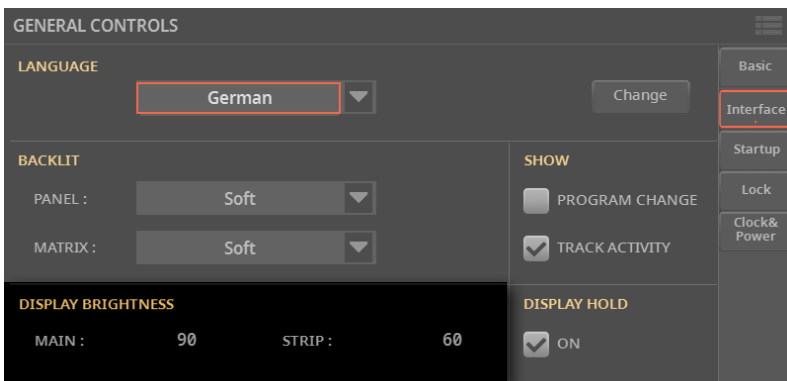 GENERAL CONTROLS
LANGUAGE
German
Change
BACKLIT
PANEL :
Soft
MATRIX :
Soft
SHOW
PROGRAM CHANGE
TRACK ACTIVITY
DISPLAY BRIGHTNESS
MAIN :
90
STRIP :
60
DISPLAY HOLD
ON
Basic
Interface
Startup
Lock
Clock&
Power